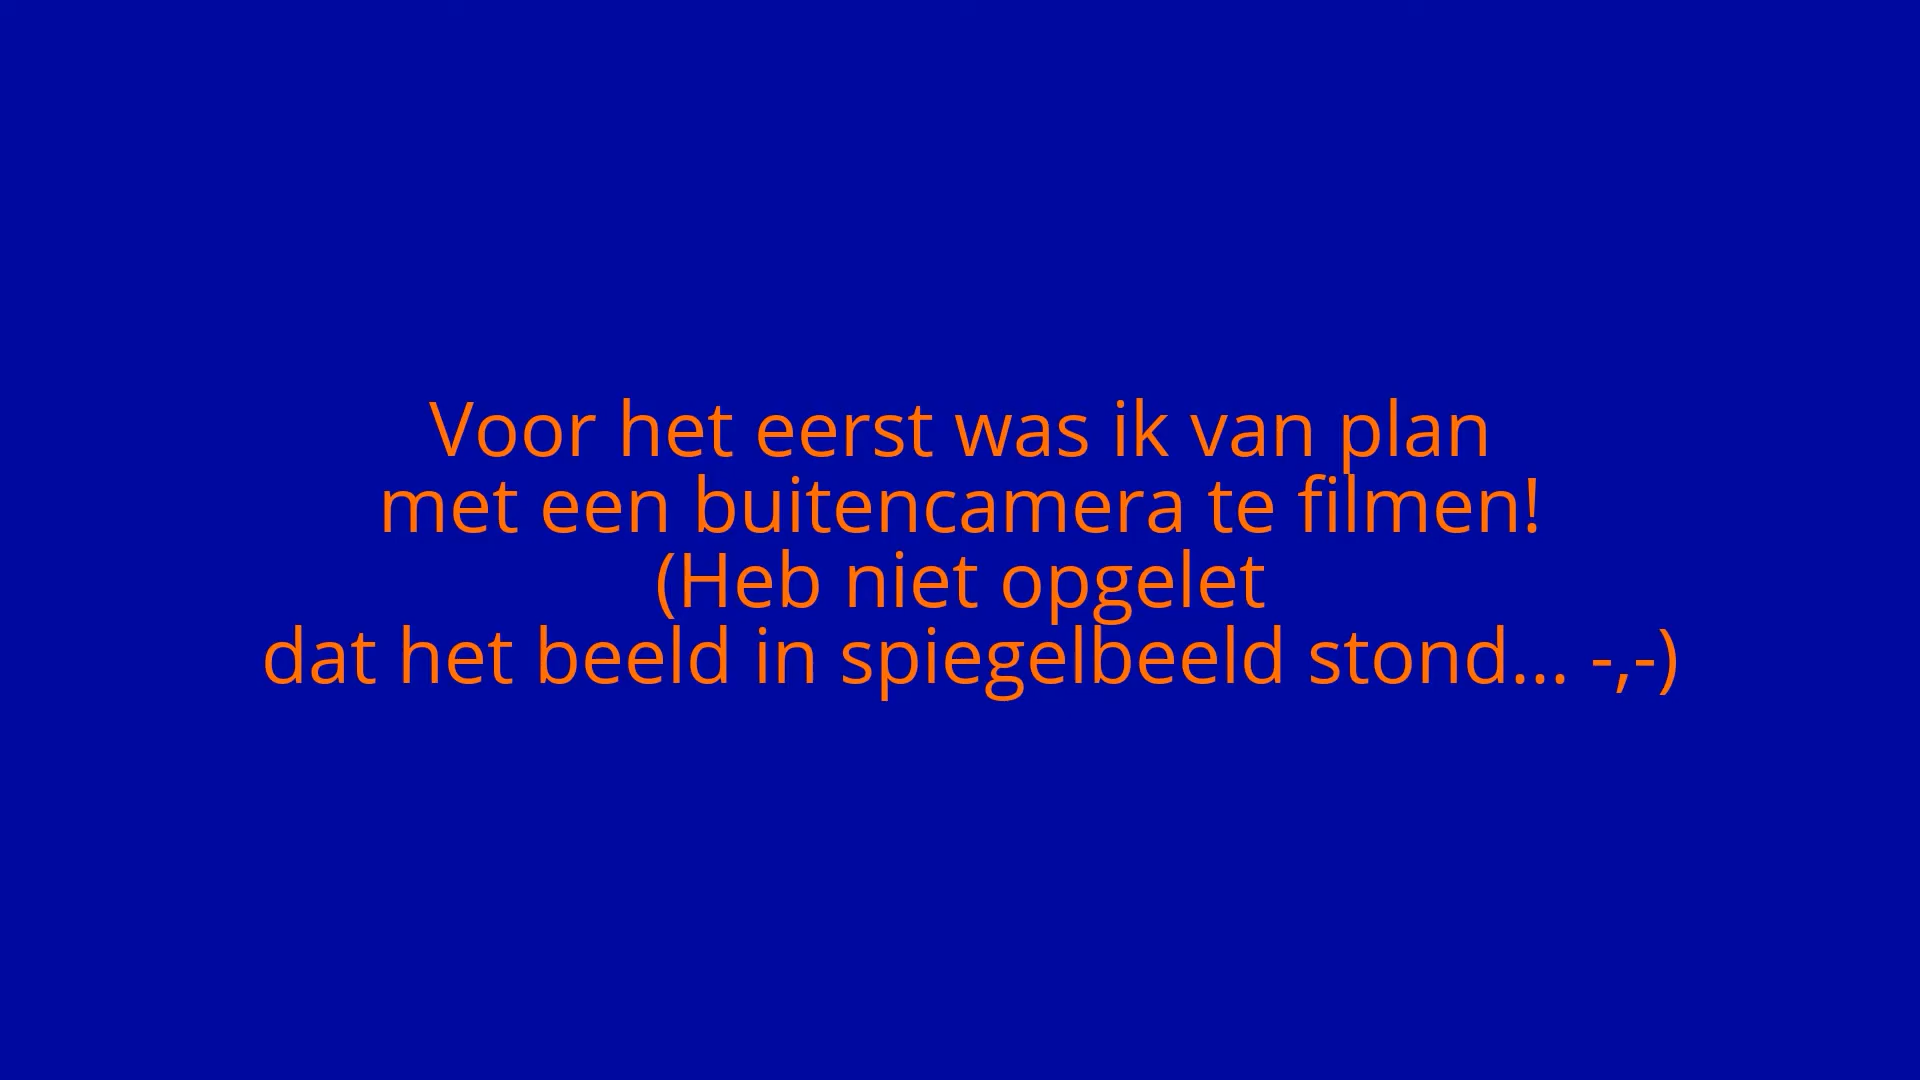 Voor het eerst was ik van plan
met een buitencamera te filmen!
(Heb niet opgelet
dat het beeld in spiegelbeeld stond... -,-)